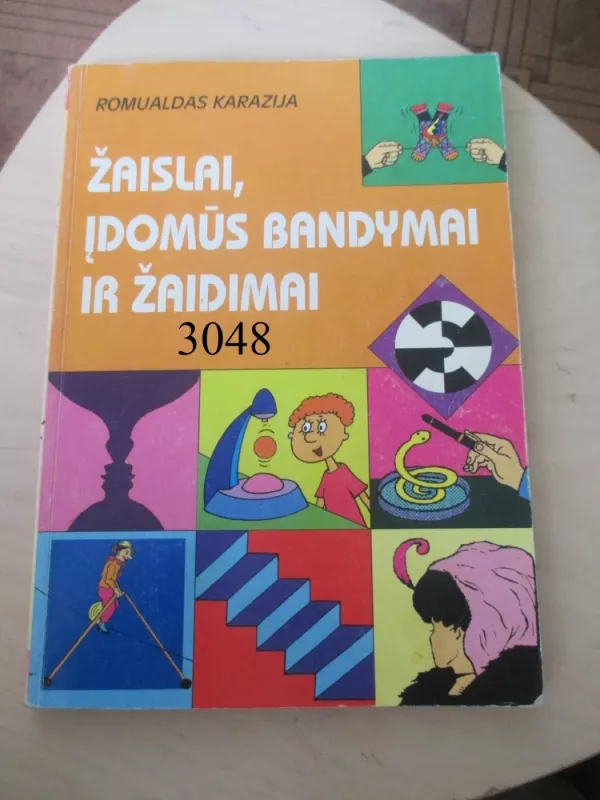 ROMUALDAS KARAZIJA
ŽAISLAI,
ĮDOMŪS BANDYMAI
IR ŽAIDIMAI
3048